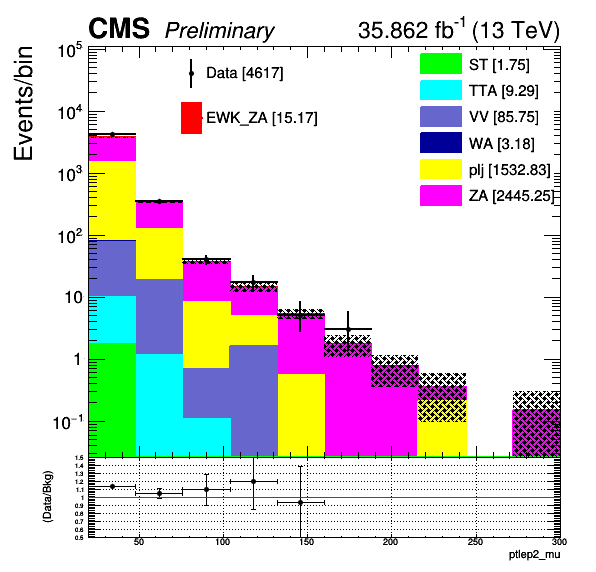 CMS Preliminary 35.862 fb⁻¹ (13 TeV)
Events/bin
10⁵
10⁴
10³
10²
10
1
10⁻¹
Data [4617]
EWK_ZA [15.17]
ST [1.75]
TTA [9.29]
VV [85.75]
WA [3.18]
plj [1532.83]
ZA [2445.25]
(Data/Bkg)
1.5
1.4
1.3
1.2
1.1
1
0.9
0.8
0.7
0.6
0.5
50 100 150 200 250 300
ptlep2_mu